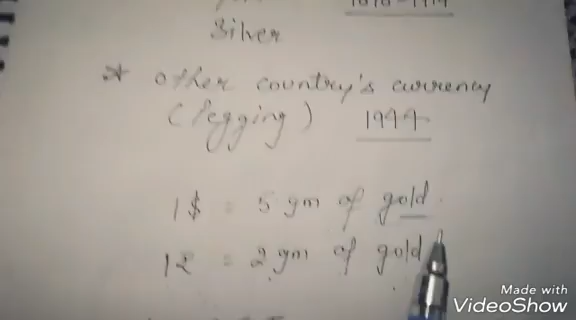 Silver
* other country's currency
(Pegging) 1944
1$ = 5 gm of gold.
1₹ = 2 gm of gold
Made with
VideoShow